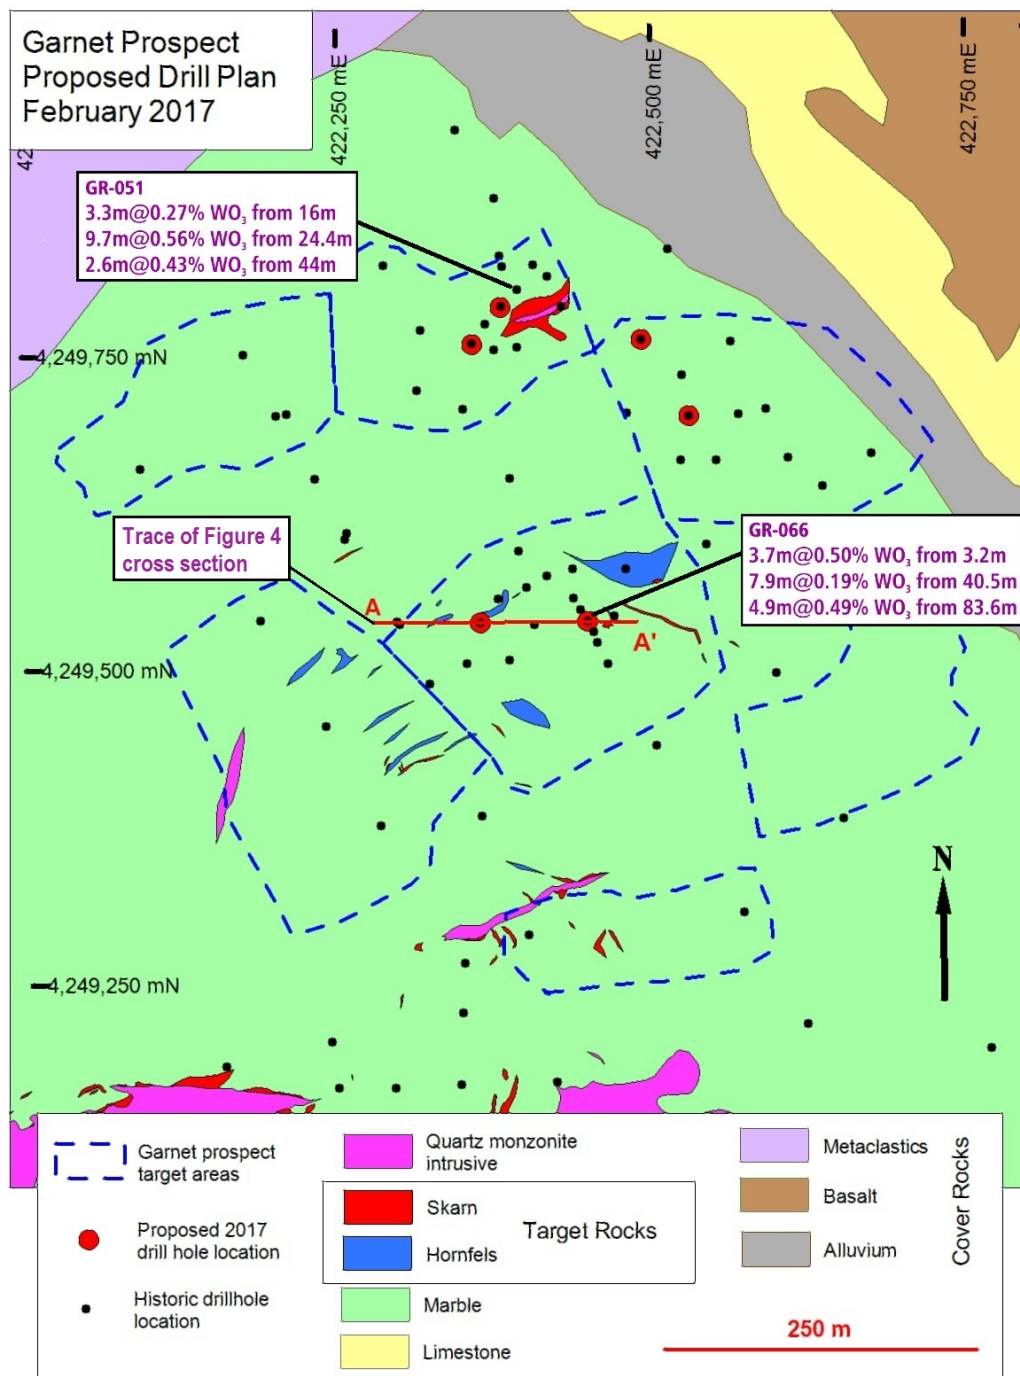 Garnet Prospect
Proposed Drill Plan
February 2017
42
422,250 mE
422,500 mE
422,750 mE
GR-051
3.3m@0.27% WO₃ from 16m
9.7m@0.56% WO₃ from 24.4m
2.6m@0.43% WO₃ from 44m
4,249,750 mN
Trace of Figure 4
cross section
GR-066
3.7m@0.50% WO₃ from 3.2m
7.9m@0.19% WO₃ from 40.5m
4.9m@0.49% WO₃ from 83.6m
A
A'
4,249,500 mN
N
4,249,250 mN
Garnet prospect
target areas
Proposed 2017
drill hole location
Historic drillhole
location
Quartz monzonite
intrusive
Skarn
Hornfels
Target Rocks
Marble
Limestone
Metaclastics
Basalt
Alluvium
Cover Rocks
250 m